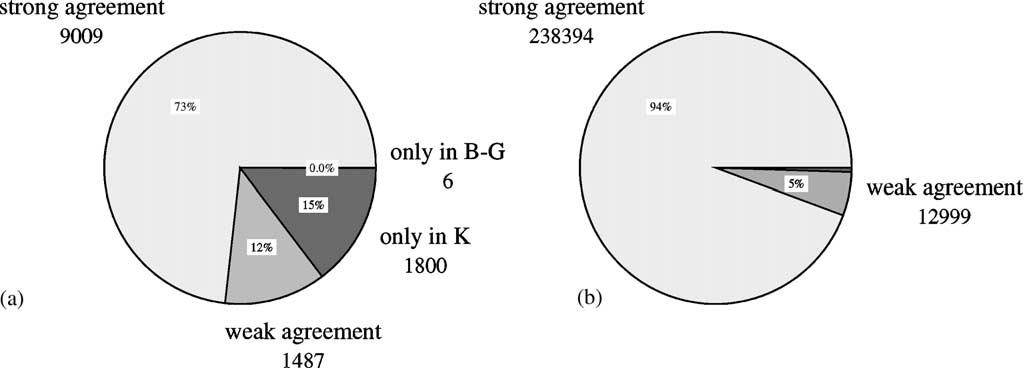 strong agreement
9009
73%
0.0%
only in B-G
6
15%
only in K
1800
12%
weak agreement
1487
(a)
strong agreement
238394
94%
5%
weak agreement
12999
(b)